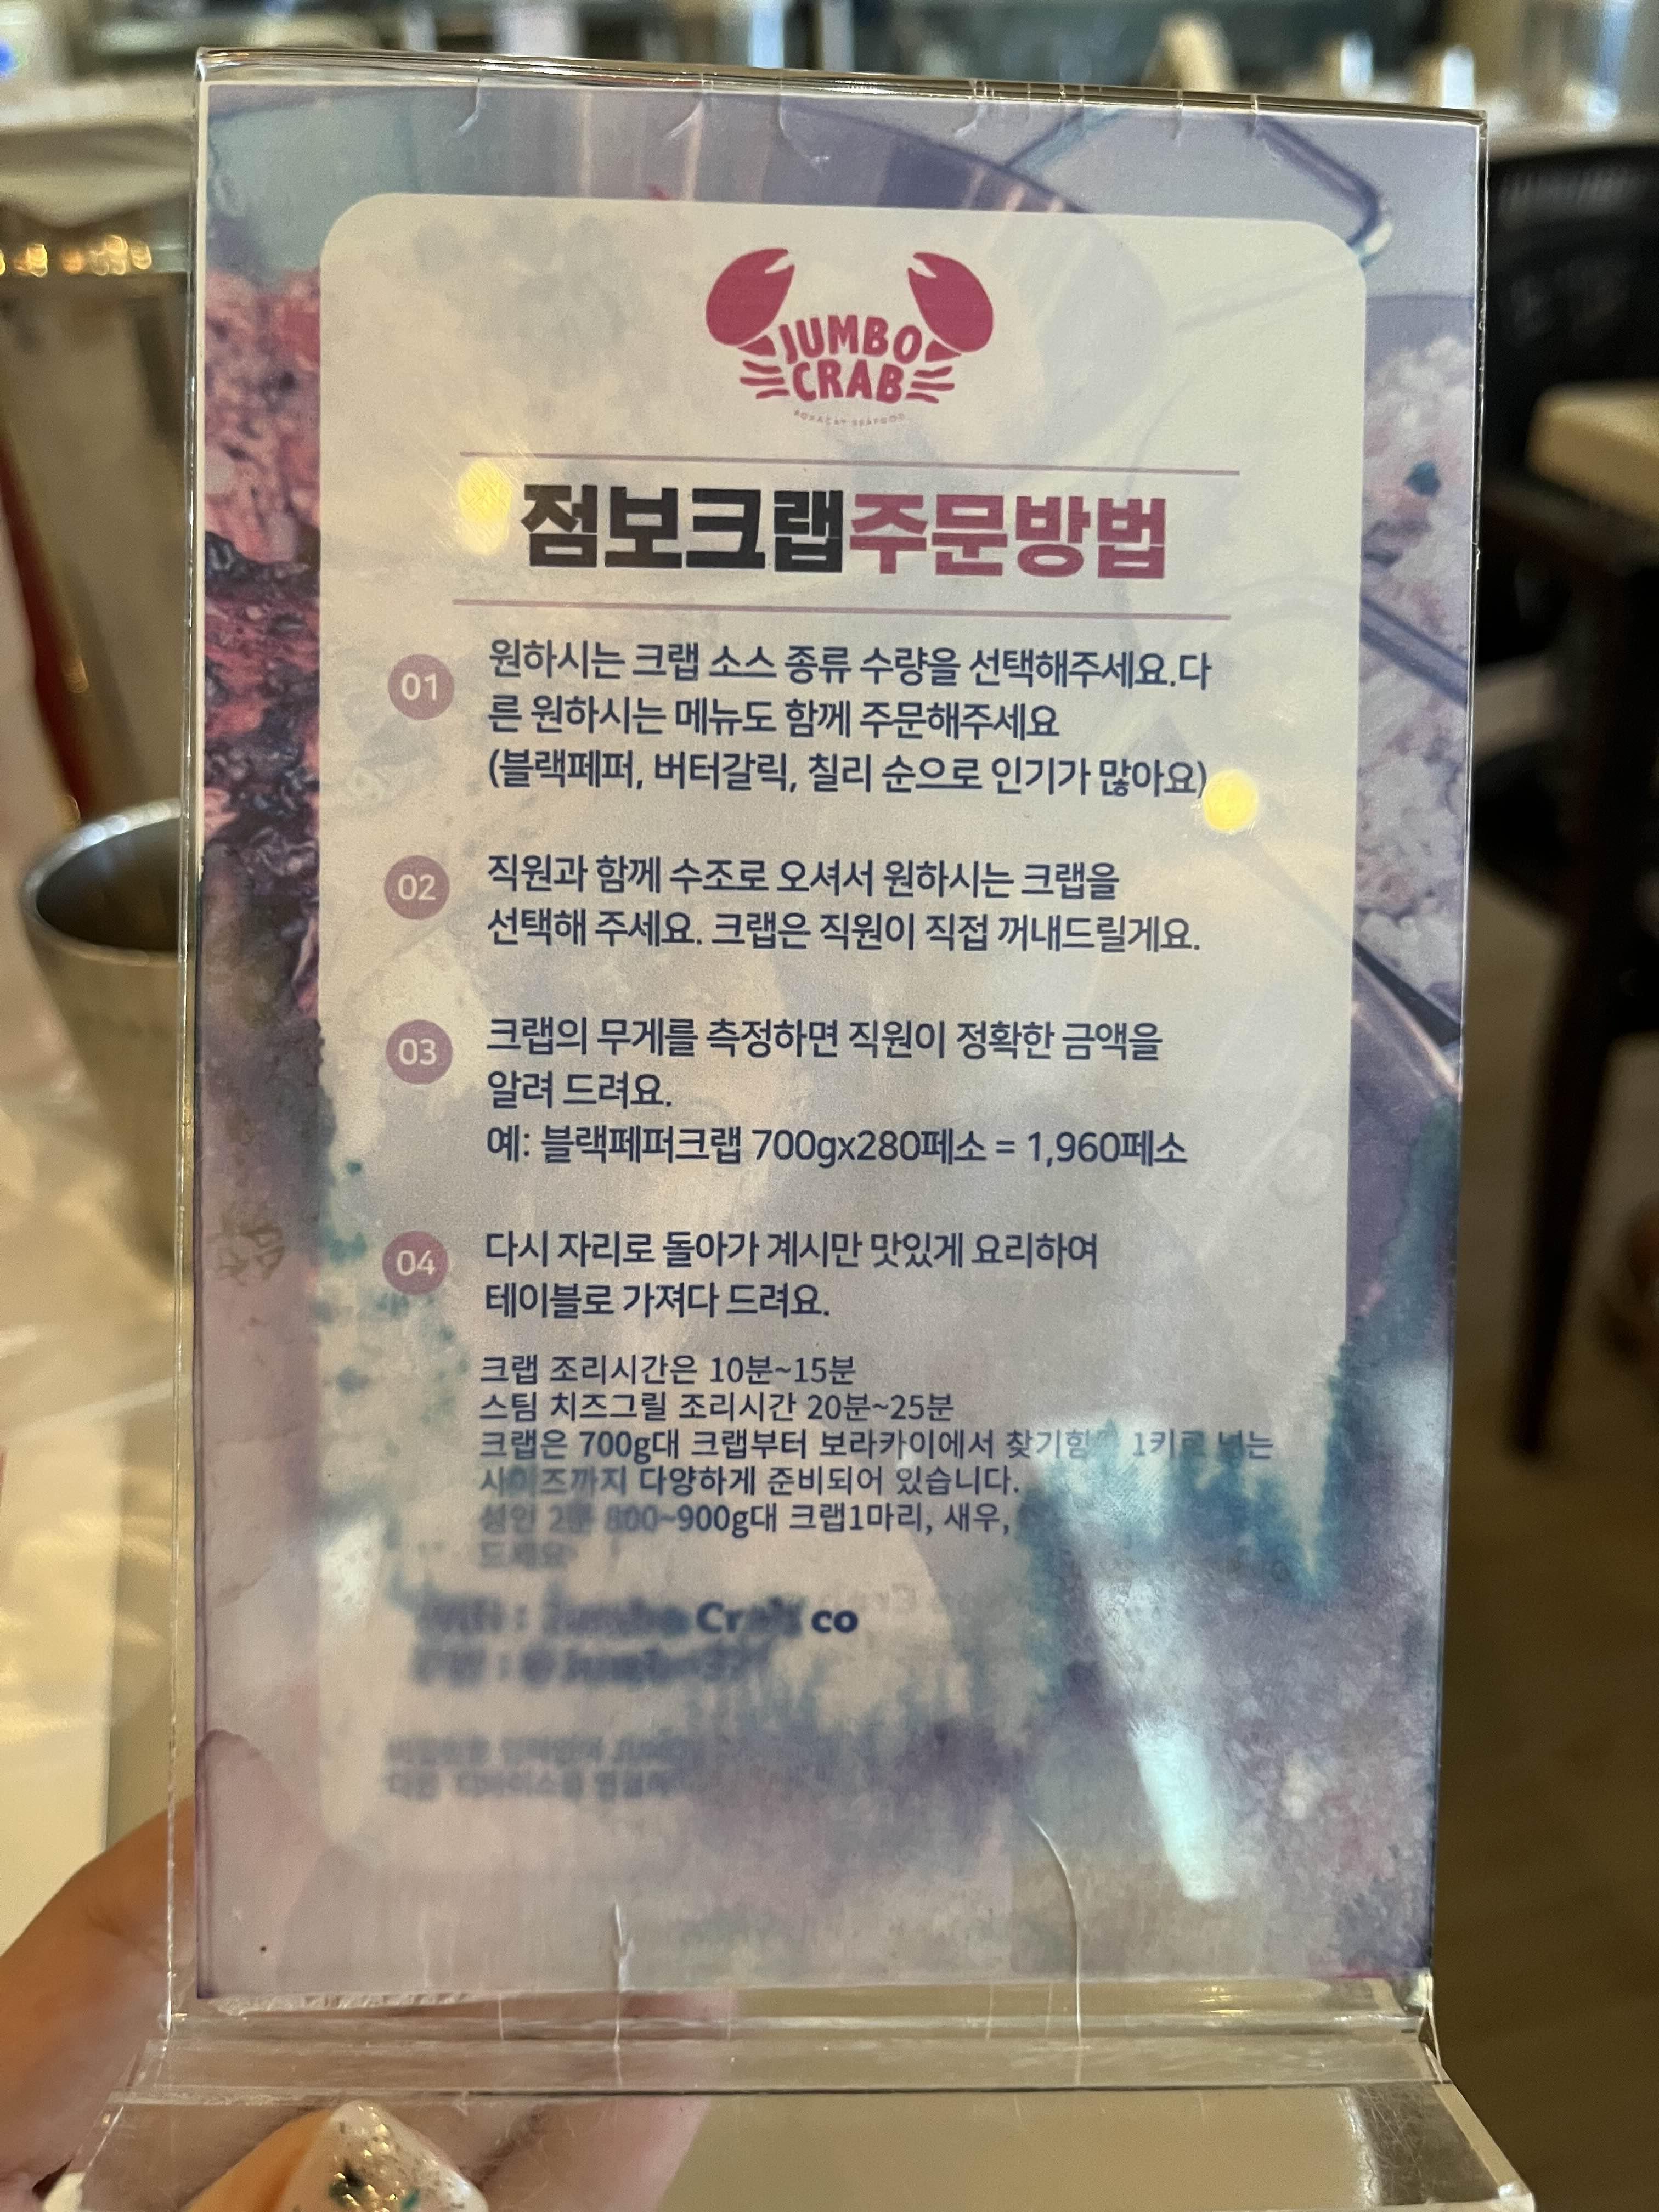 JUMBO
CRAB
BORACAY SEAFOOD
점보크랩주문방법
01
원하시는 크랩 소스 종류 수량을 선택해주세요.다
른 원하시는 메뉴도 함께 주문해주세요
(블랙페퍼, 버터갈릭, 칠리 순으로 인기가 많아요)
02
직원과 함께 수조로 오셔서 원하시는 크랩을
선택해 주세요. 크랩은 직원이 직접 꺼내드릴게요.
03
크랩의 무게를 측정하면 직원이 정확한 금액을
알려 드려요.
예: 블랙페퍼크랩 700gx280페소 = 1,960페소
04
다시 자리로 돌아가 계시만 맛있게 요리하여
테이블로 가져다 드려요.
크랩 조리시간은 10분~15분
스팀 치즈그릴 조리시간 20분~25분
크랩은 700g대 크랩부터 보라카이에서 찾기힘 1키로 넘는
사이즈까지 다양하게 준비되어 있습니다.
성인 800~900g대 크랩1마리, 새우,
드세요
: Jumbo Crab co